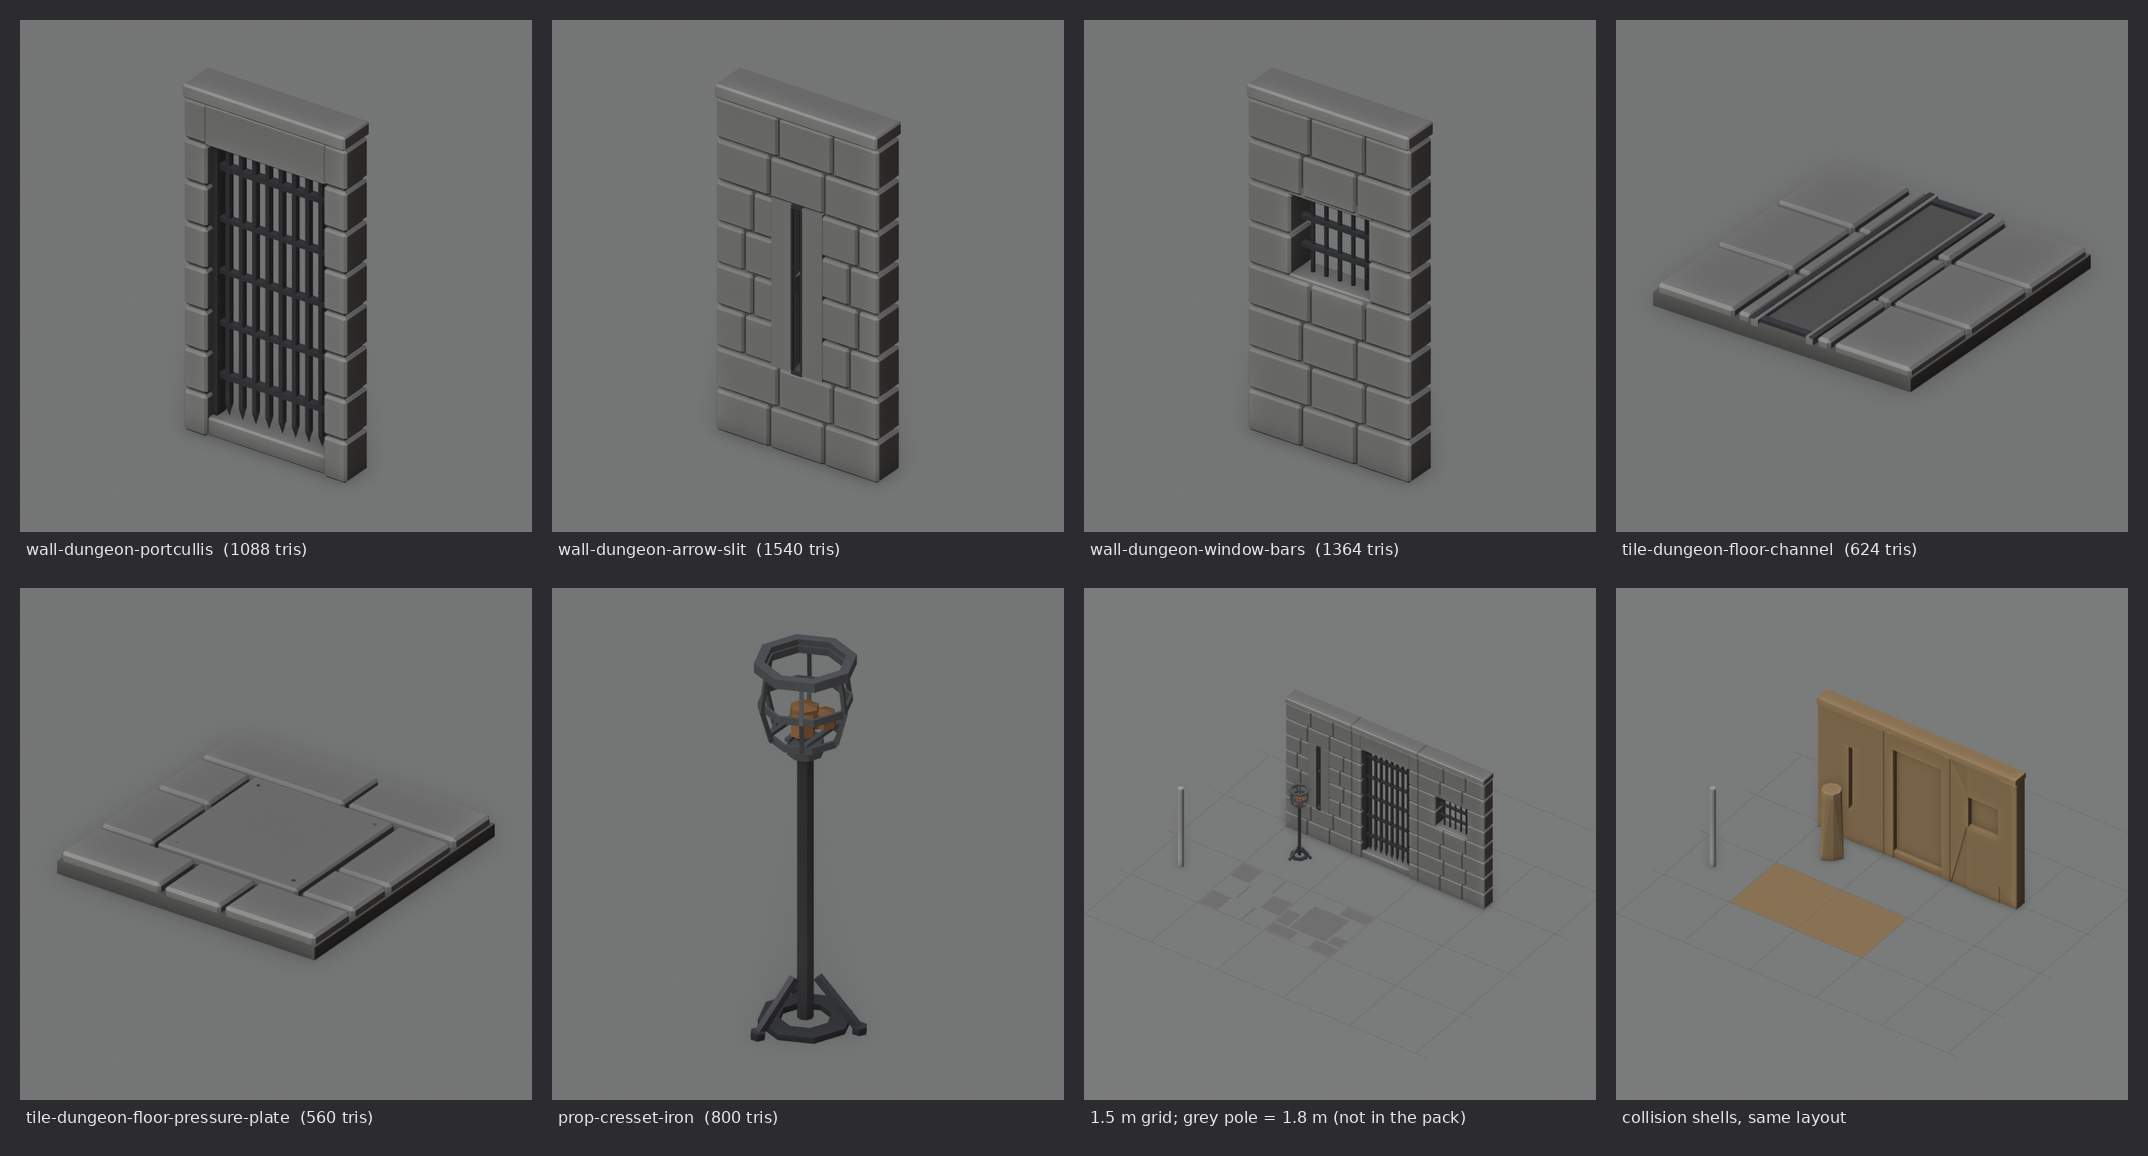 wall-dungeon-portcullis (1088 tris)
wall-dungeon-arrow-slit (1540 tris)
wall-dungeon-window-bars (1364 tris)
tile-dungeon-floor-channel (624 tris)
tile-dungeon-floor-pressure-plate (560 tris)
prop-cresset-iron (800 tris)
1.5 m grid; grey pole = 1.8 m (not in the pack)
collision shells, same layout